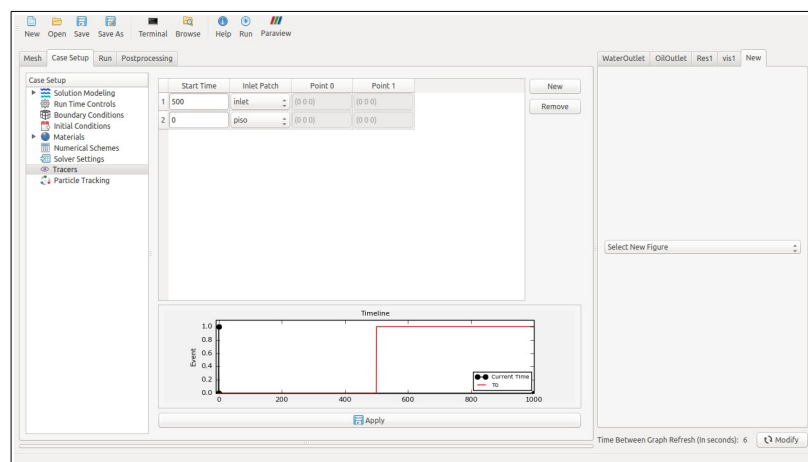 New Open Save Save As Terminal Browse Help Run Paraview
Mesh Case Setup Run Postprocessing
WaterOutlet OilOutlet Res1 vis1 New
Case Setup
Solution Modeling
Run Time Controls
Boundary Conditions
Initial Conditions
Materials
Numerical Schemes
Solver Settings
Tracers
Particle Tracking
Start Time Inlet Patch Point 0 Point 1
1 500 inlet (0 0 0) (0 0 0)
2 0 piso (0 0 0) (0 0 0)
New
Remove
Select New Figure
Timeline
Event
1.0
0.8
0.6
0.4
0.2
0.0
0 200 400 600 800 1000
Current Time
T0
Apply
Time Between Graph Refresh (in seconds): 6 Modify